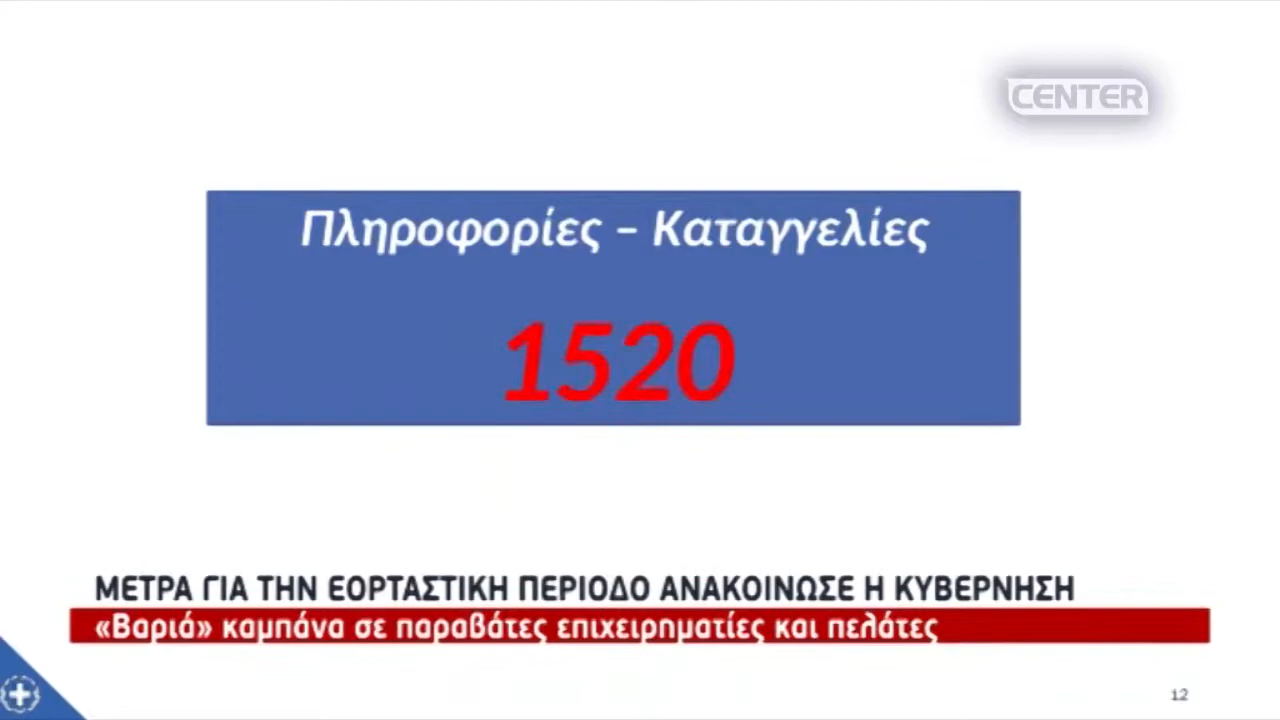 CENTER
Πληροφορίες – Καταγγελίες
1520
ΜΕΤΡΑ ΓΙΑ ΤΗΝ ΕΟΡΤΑΣΤΙΚΗ ΠΕΡΙΟΔΟ ΑΝΑΚΟΙΝΩΣΕ Η ΚΥΒΕΡΝΗΣΗ
«Βαριά» καμπάνα σε παραβάτες επιχειρηματίες και πελάτες
12